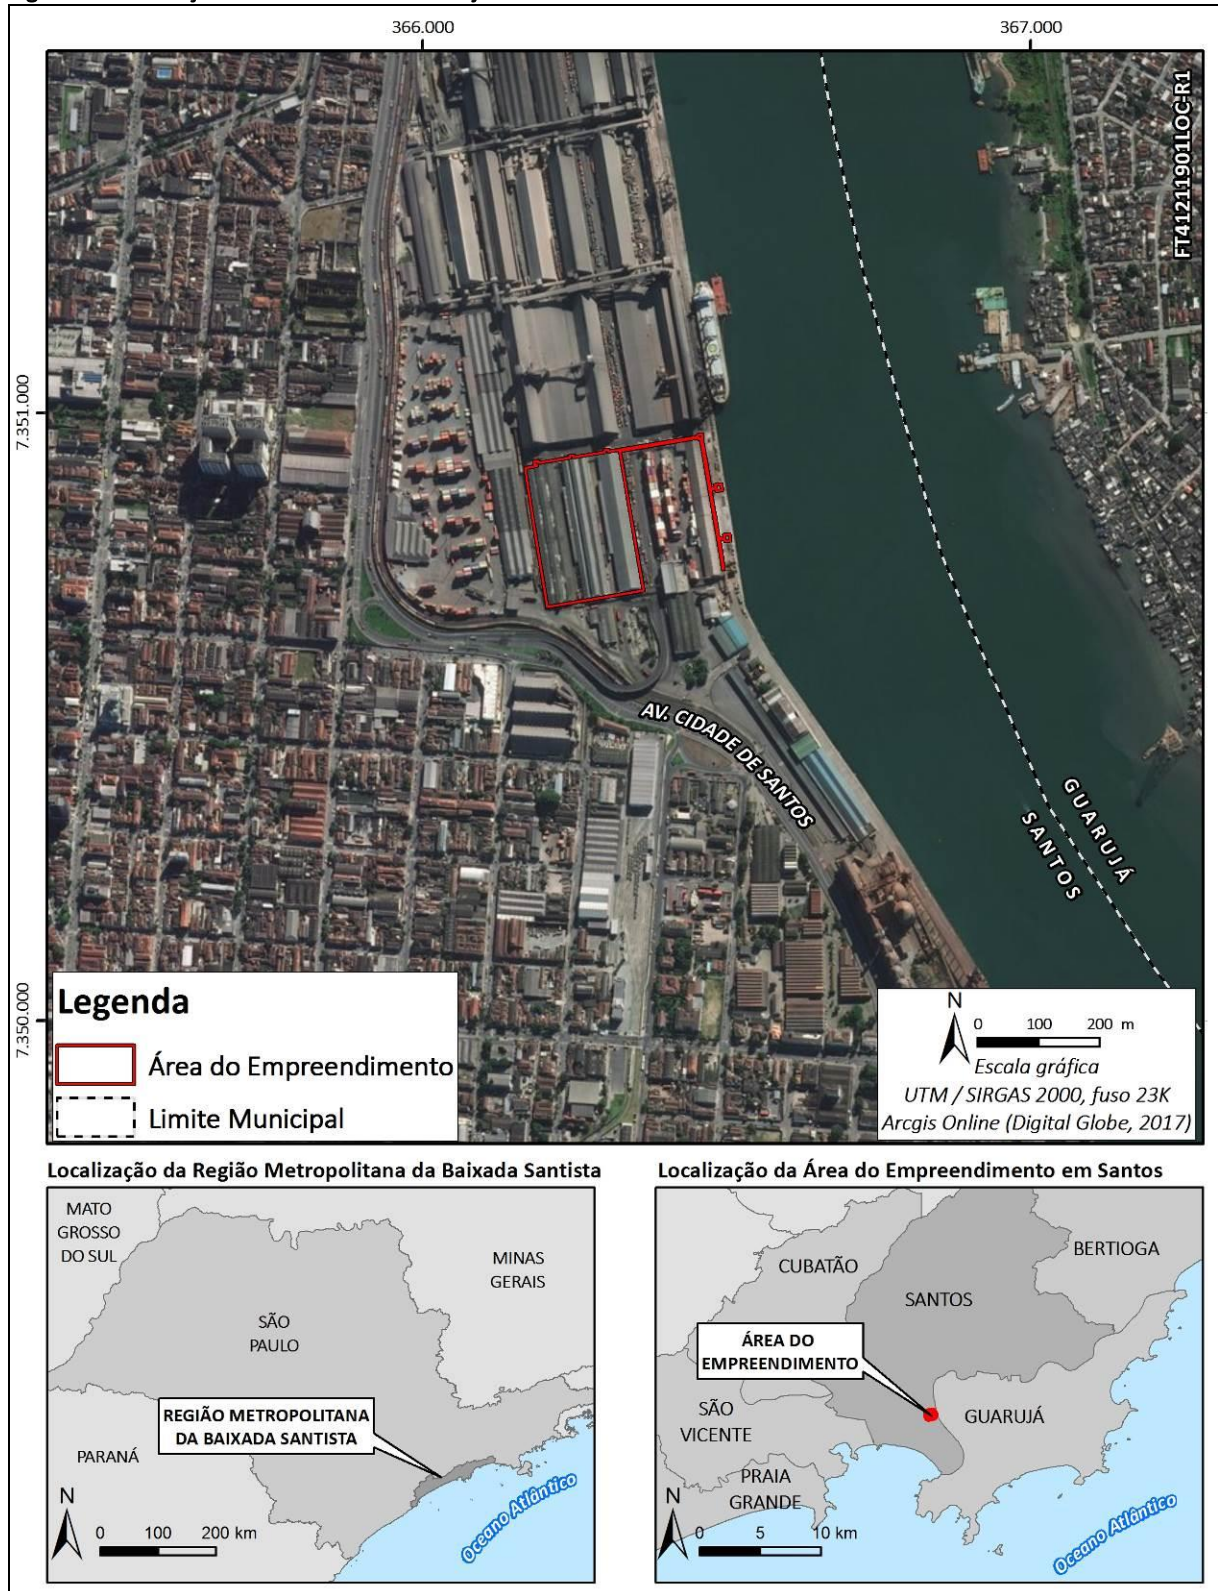 366.000
367.000
FT41211901LOC-R1
7.351.000
7.350.000
AV. CIDADE DE SANTOS
GUARUJÁ
SANTOS
Legenda
Área do Empreendimento
Limite Municipal
N
0 100 200 m
Escala gráfica
UTM / SIRGAS 2000, fuso 23K
Arcgis Online (Digital Globe, 2017)
Localização da Região Metropolitana da Baixada Santista
MATO
GROSSO
DO SUL
MINAS
GERAIS
SÃO
PAULO
REGIÃO METROPOLITANA
DA BAIXADA SANTISTA
PARANÁ
N
0 100 200 km
Oceano Atlântico
Localização da Área do Empreendimento em Santos
CUBATÃO
BERTIOGA
SANTOS
ÁREA DO
EMPREENDIMENTO
SÃO
VICENTE
GUARUJÁ
PRAIA
GRANDE
N
0 5 10 km
Oceano Atlântico